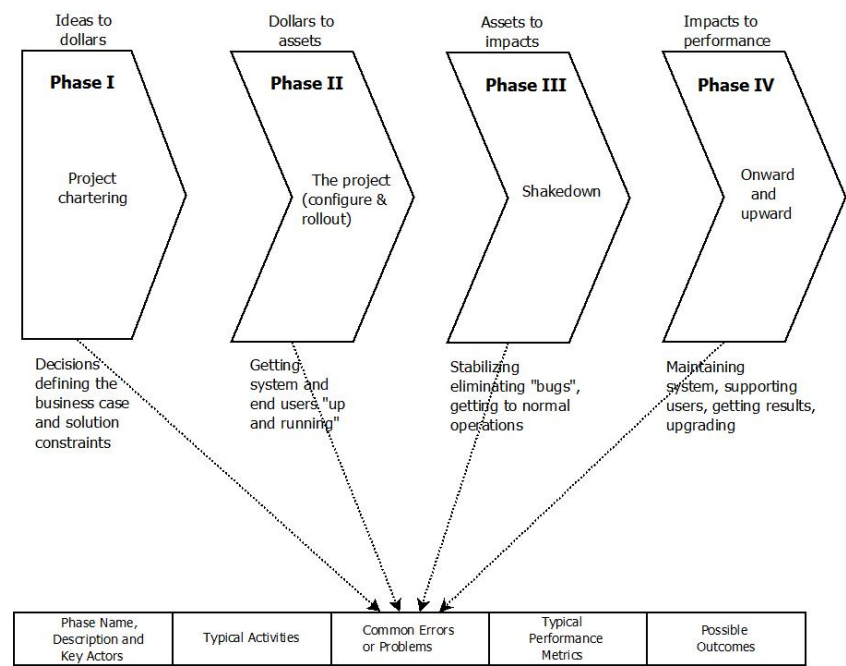 Ideas to
dollars
Dollars to
assets
Assets to
impacts
Impacts to
performance
Phase I
Phase II
Phase III
Phase IV
Project
chartering
The project
(configure &
rollout)
Shakedown
Onward
and
upward
Decisions
defining the
business case
and solution
constraints
Getting
system and
end users "up
and running"
Stabilizing
eliminating "bugs",
getting to normal
operations
Maintaining
system, supporting
users, getting results,
upgrading
Phase Name,
Description and
Key Actors
Typical Activities
Common Errors
or Problems
Typical
Performance
Metrics
Possible
Outcomes